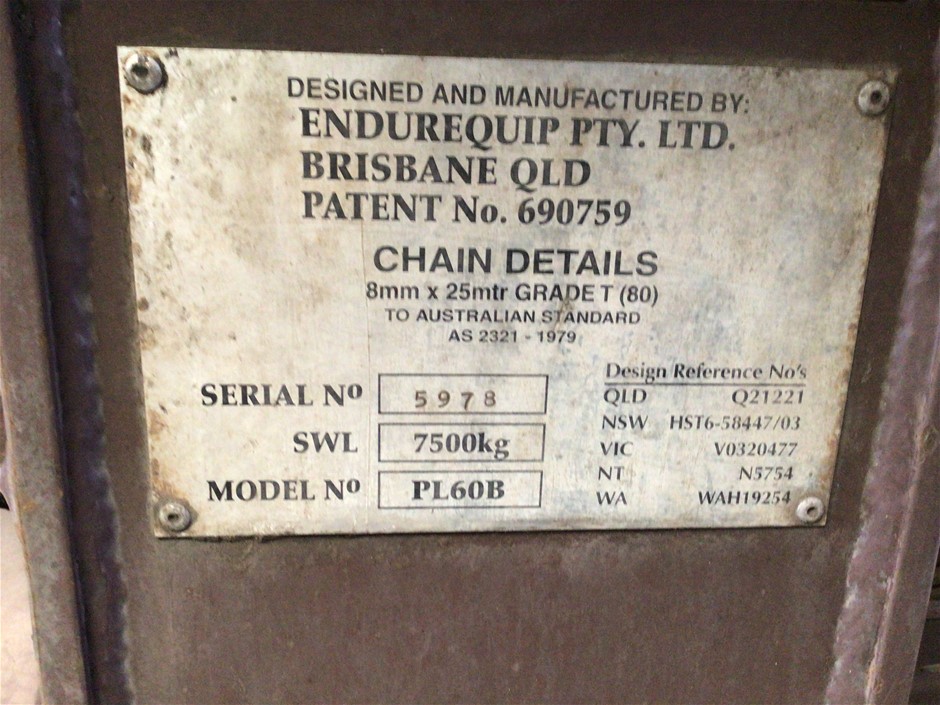 DESIGNED AND MANUFACTURED BY:
ENDUREQUIP PTY. LTD.
BRISBANE QLD
PATENT No. 690759
CHAIN DETAILS
8mm x 25mtr GRADE T (80)
TO AUSTRALIAN STANDARD
AS 2321 - 1979
SERIAL Nº 5978
SWL 7500kg
MODEL Nº PL60B
Design Reference No's
QLD Q21221
NSW HST6-58447/03
VIC V0320477
NT N5754
WA WAH19254